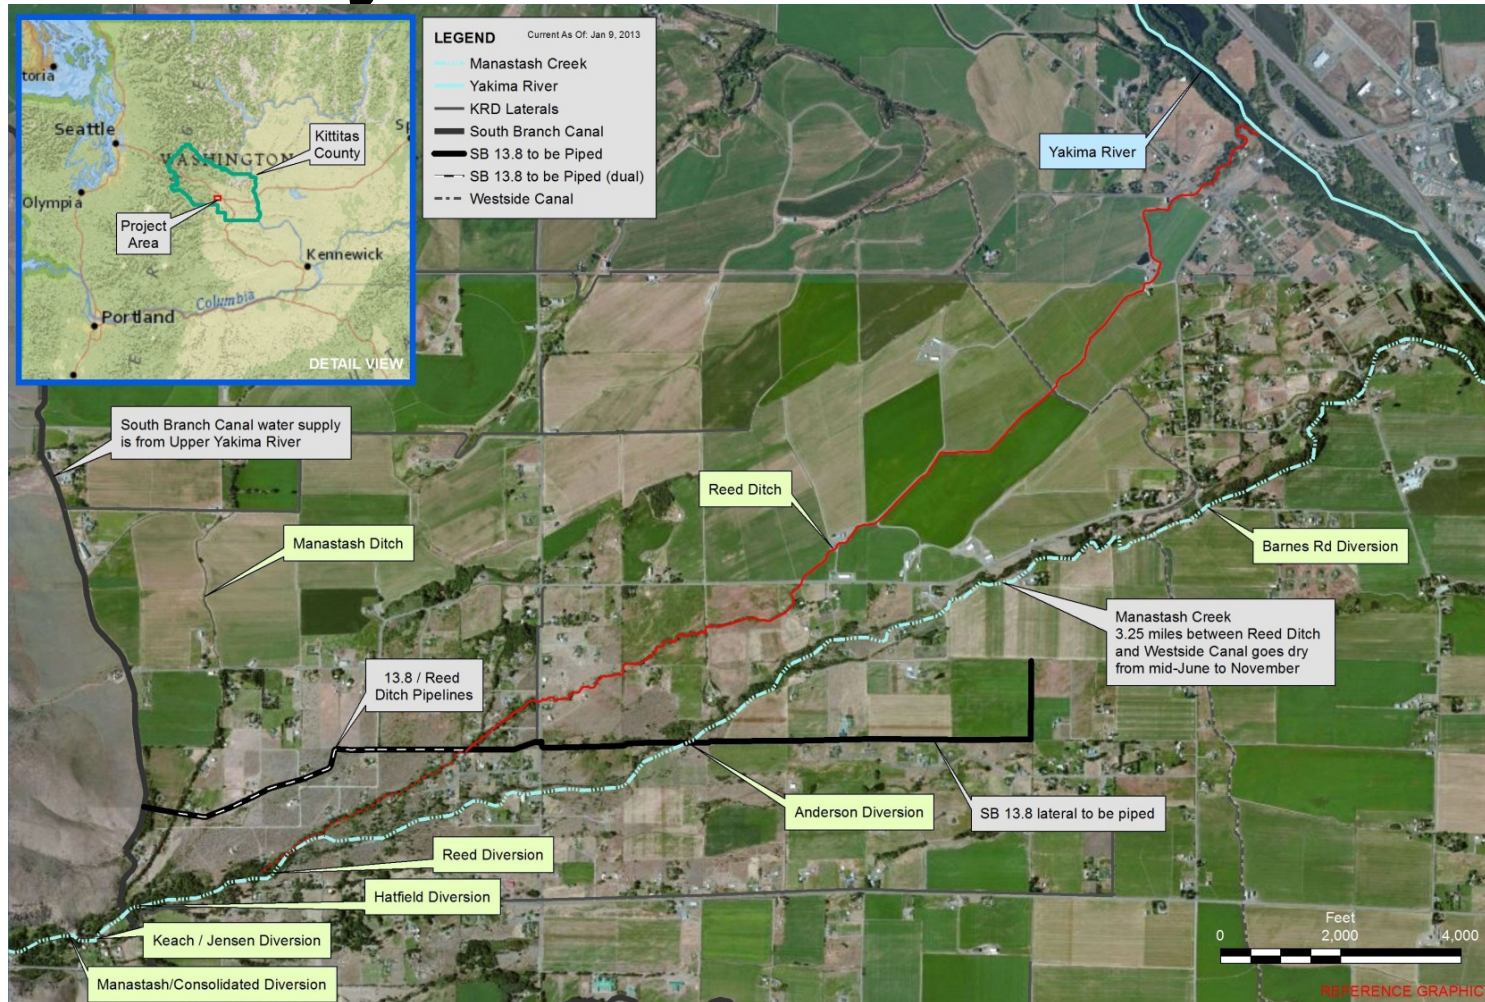 LEGEND
Current As Of: Jan 9, 2013
Manastash Creek
Yakima River
KRD Laterals
South Branch Canal
SB 13.8 to be Piped
SB 13.8 to be Piped (dual)
Westside Canal
toria
Seattle
Sp
WASHINGTON
Kittitas
County
Olympia
Project
Area
Kennewick
Columbia
Portland
DETAIL VIEW
Yakima River
South Branch Canal water supply
is from Upper Yakima River
Reed Ditch
Manastash Ditch
Barnes Rd Diversion
Manastash Creek
3.25 miles between Reed Ditch
and Westside Canal goes dry
from mid-June to November
13.8 / Reed
Ditch Pipelines
Anderson Diversion
SB 13.8 lateral to be piped
Reed Diversion
Hatfield Diversion
Keach / Jensen Diversion
Manastash/Consolidated Diversion
Feet
0 2,000 4,000
REFERENCE GRAPHIC